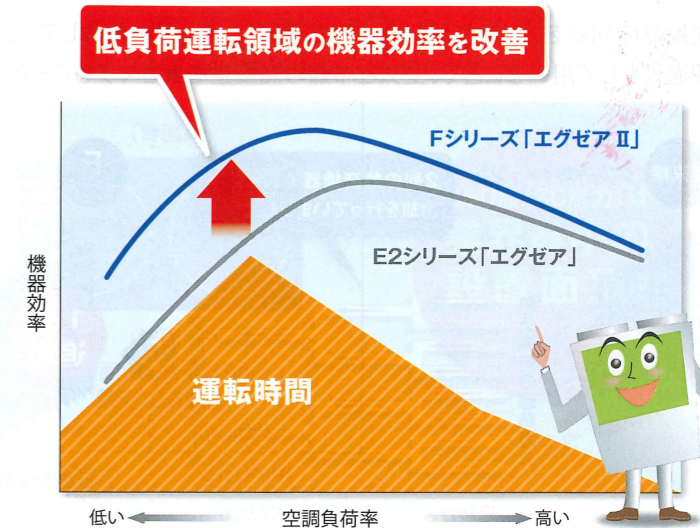 低負荷運転領域の機器効率を改善
Fシリーズ「エグゼアⅡ」
E2シリーズ「エグゼア」
機器効率
運転時間
低い
空調負荷率
高い